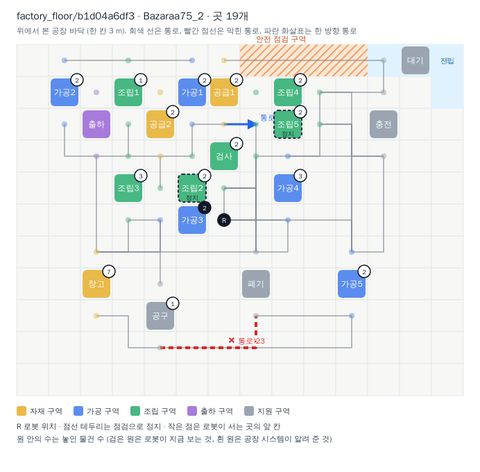 factory_floor/b1d04a6df3 · Bazaraa75_2 · 곳 19개
위에서 본 공장 바닥 (한 칸 3 m). 회색 선은 통로, 빨간 점선은 막힌 통로, 파란 화살표는 한 방향 통로
안전 점검 구역
대기
진입
2 2 2 2 2
가공2 조립1 가공1 공급1 조립4
2 2
출하 공급2 통로 조립5 충전
정지
2
검사
3 2 3
조립3 조립2 가공4
정지
2
가공3 R
7 2
창고 폐기 가공5
1
공구
✕ 통로23
자재 구역 가공 구역 조립 구역 출하 구역 지원 구역
R 로봇 위치 · 점선 테두리는 점검으로 정지 · 작은 점은 로봇이 서는 곳의 앞 칸
원 안의 수는 놓인 물건 수 (검은 원은 로봇이 지금 보는 것, 흰 원은 공장 시스템이 알려 준 것)